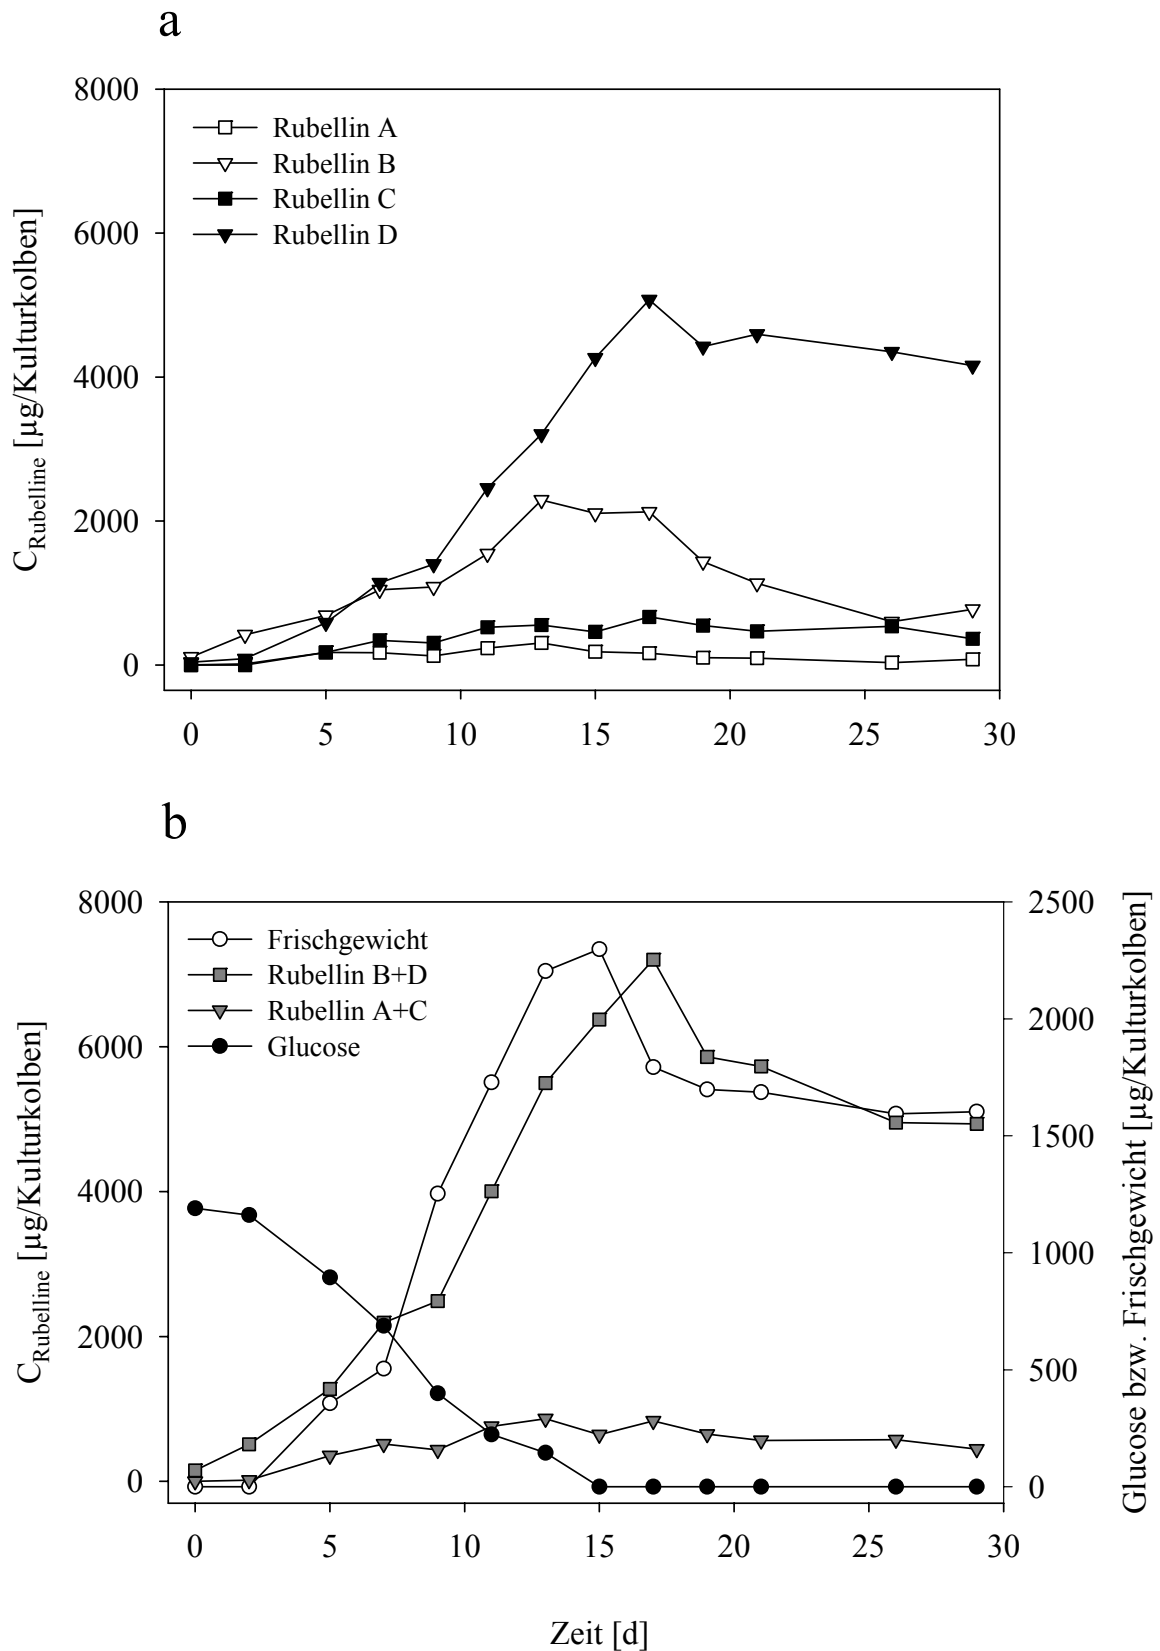 a
8000
6000
4000
2000
0
C Rubelline [µg/Kulturkolben]
Rubellin A
Rubellin B
Rubellin C
Rubellin D
0 5 10 15 20 25 30
b
8000
6000
4000
2000
0
C Rubelline [µg/Kulturkolben]
Frischgewicht
Rubellin B+D
Rubellin A+C
Glucose
2500
2000
1500
1000
500
0
Glucose bzw. Frischgewicht [µg/Kulturkolben]
0 5 10 15 20 25 30
Zeit [d]